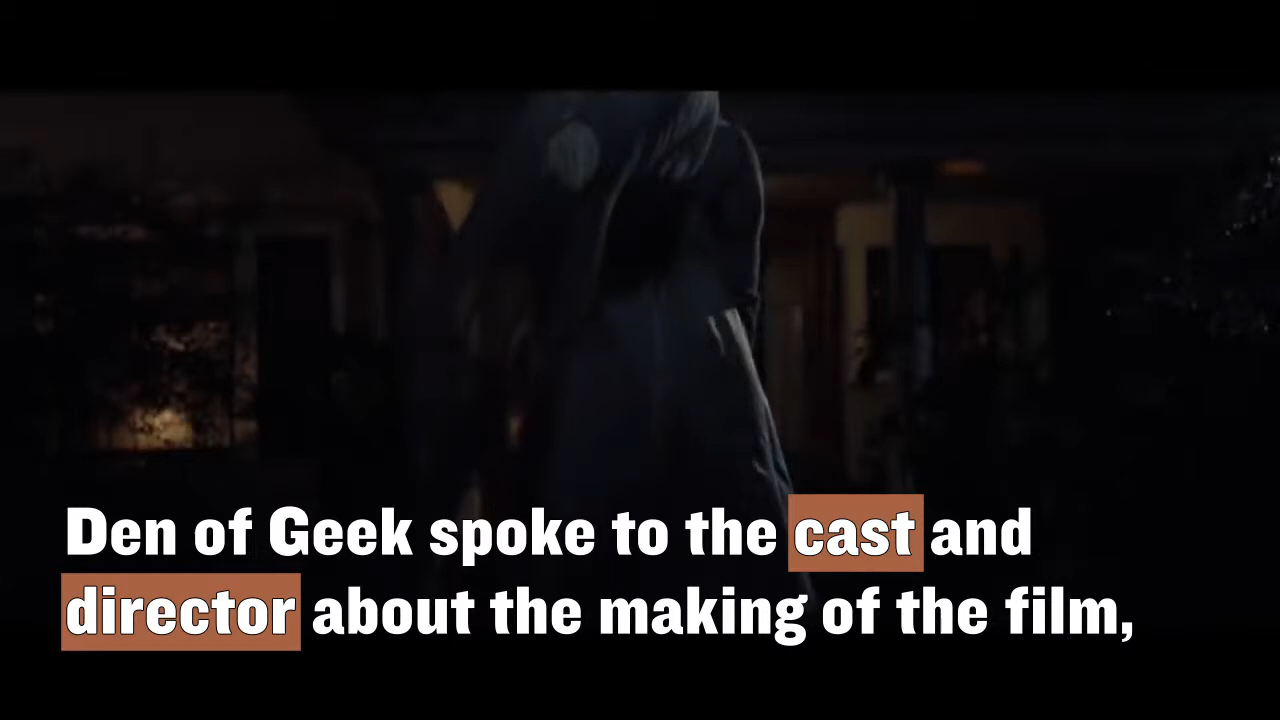 Den of Geek spoke to the cast and
director about the making of the film,